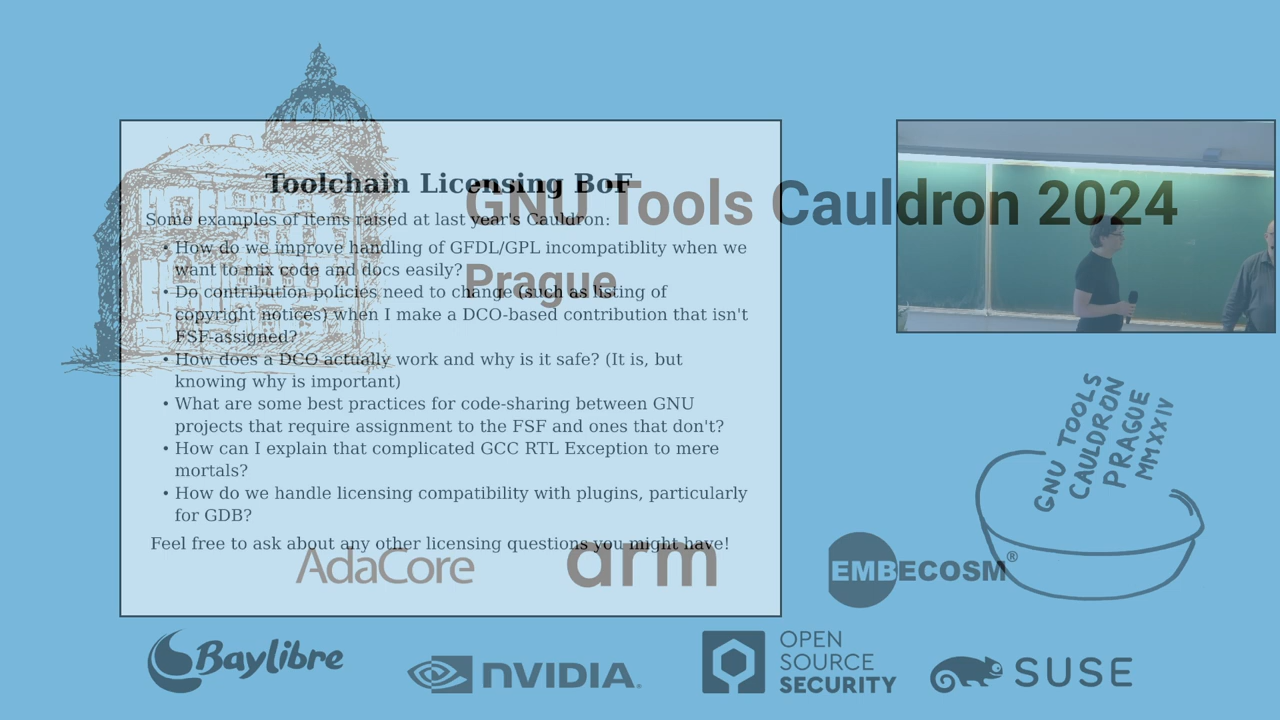 Toolchain Licensing BoF
GNU Tools Cauldron 2024
Prague
Some examples of items raised at last year's Cauldron:
• How do we improve handling of GFDL/GPL incompatiblity when we
want to mix code and docs easily?
• Do contribution policies need to change (such as listing of
copyright notices) when I make a DCO-based contribution that isn't
FSF-assigned?
• How does a DCO actually work and why is it safe? (It is, but
knowing why is important)
• What are some best practices for code-sharing between GNU
projects that require assignment to the FSF and ones that don't?
• How can I explain that complicated GCC RTL Exception to mere
mortals?
• How do we handle licensing compatibility with plugins, particularly
for GDB?
Feel free to ask about any other licensing questions you might have!
GNU TOOLS
CAULDRON
PRAGUE
MMXXIV
AdaCore
arm
EMBECOSM®
Baylibre
NVIDIA.
OPEN
SOURCE
SECURITY
SUSE